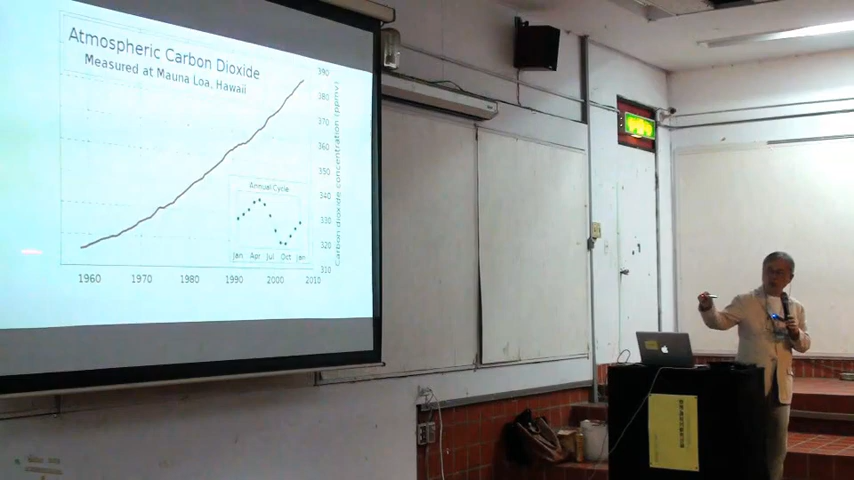 Atmospheric Carbon Dioxide
Measured at Mauna Loa, Hawaii
390
380
370
360
350
340
330
320
310
Carbon dioxide concentration (ppmv)
Annual Cycle
Jan Apr Jul Oct Jan
1960 1970 1980 1990 2000 2010